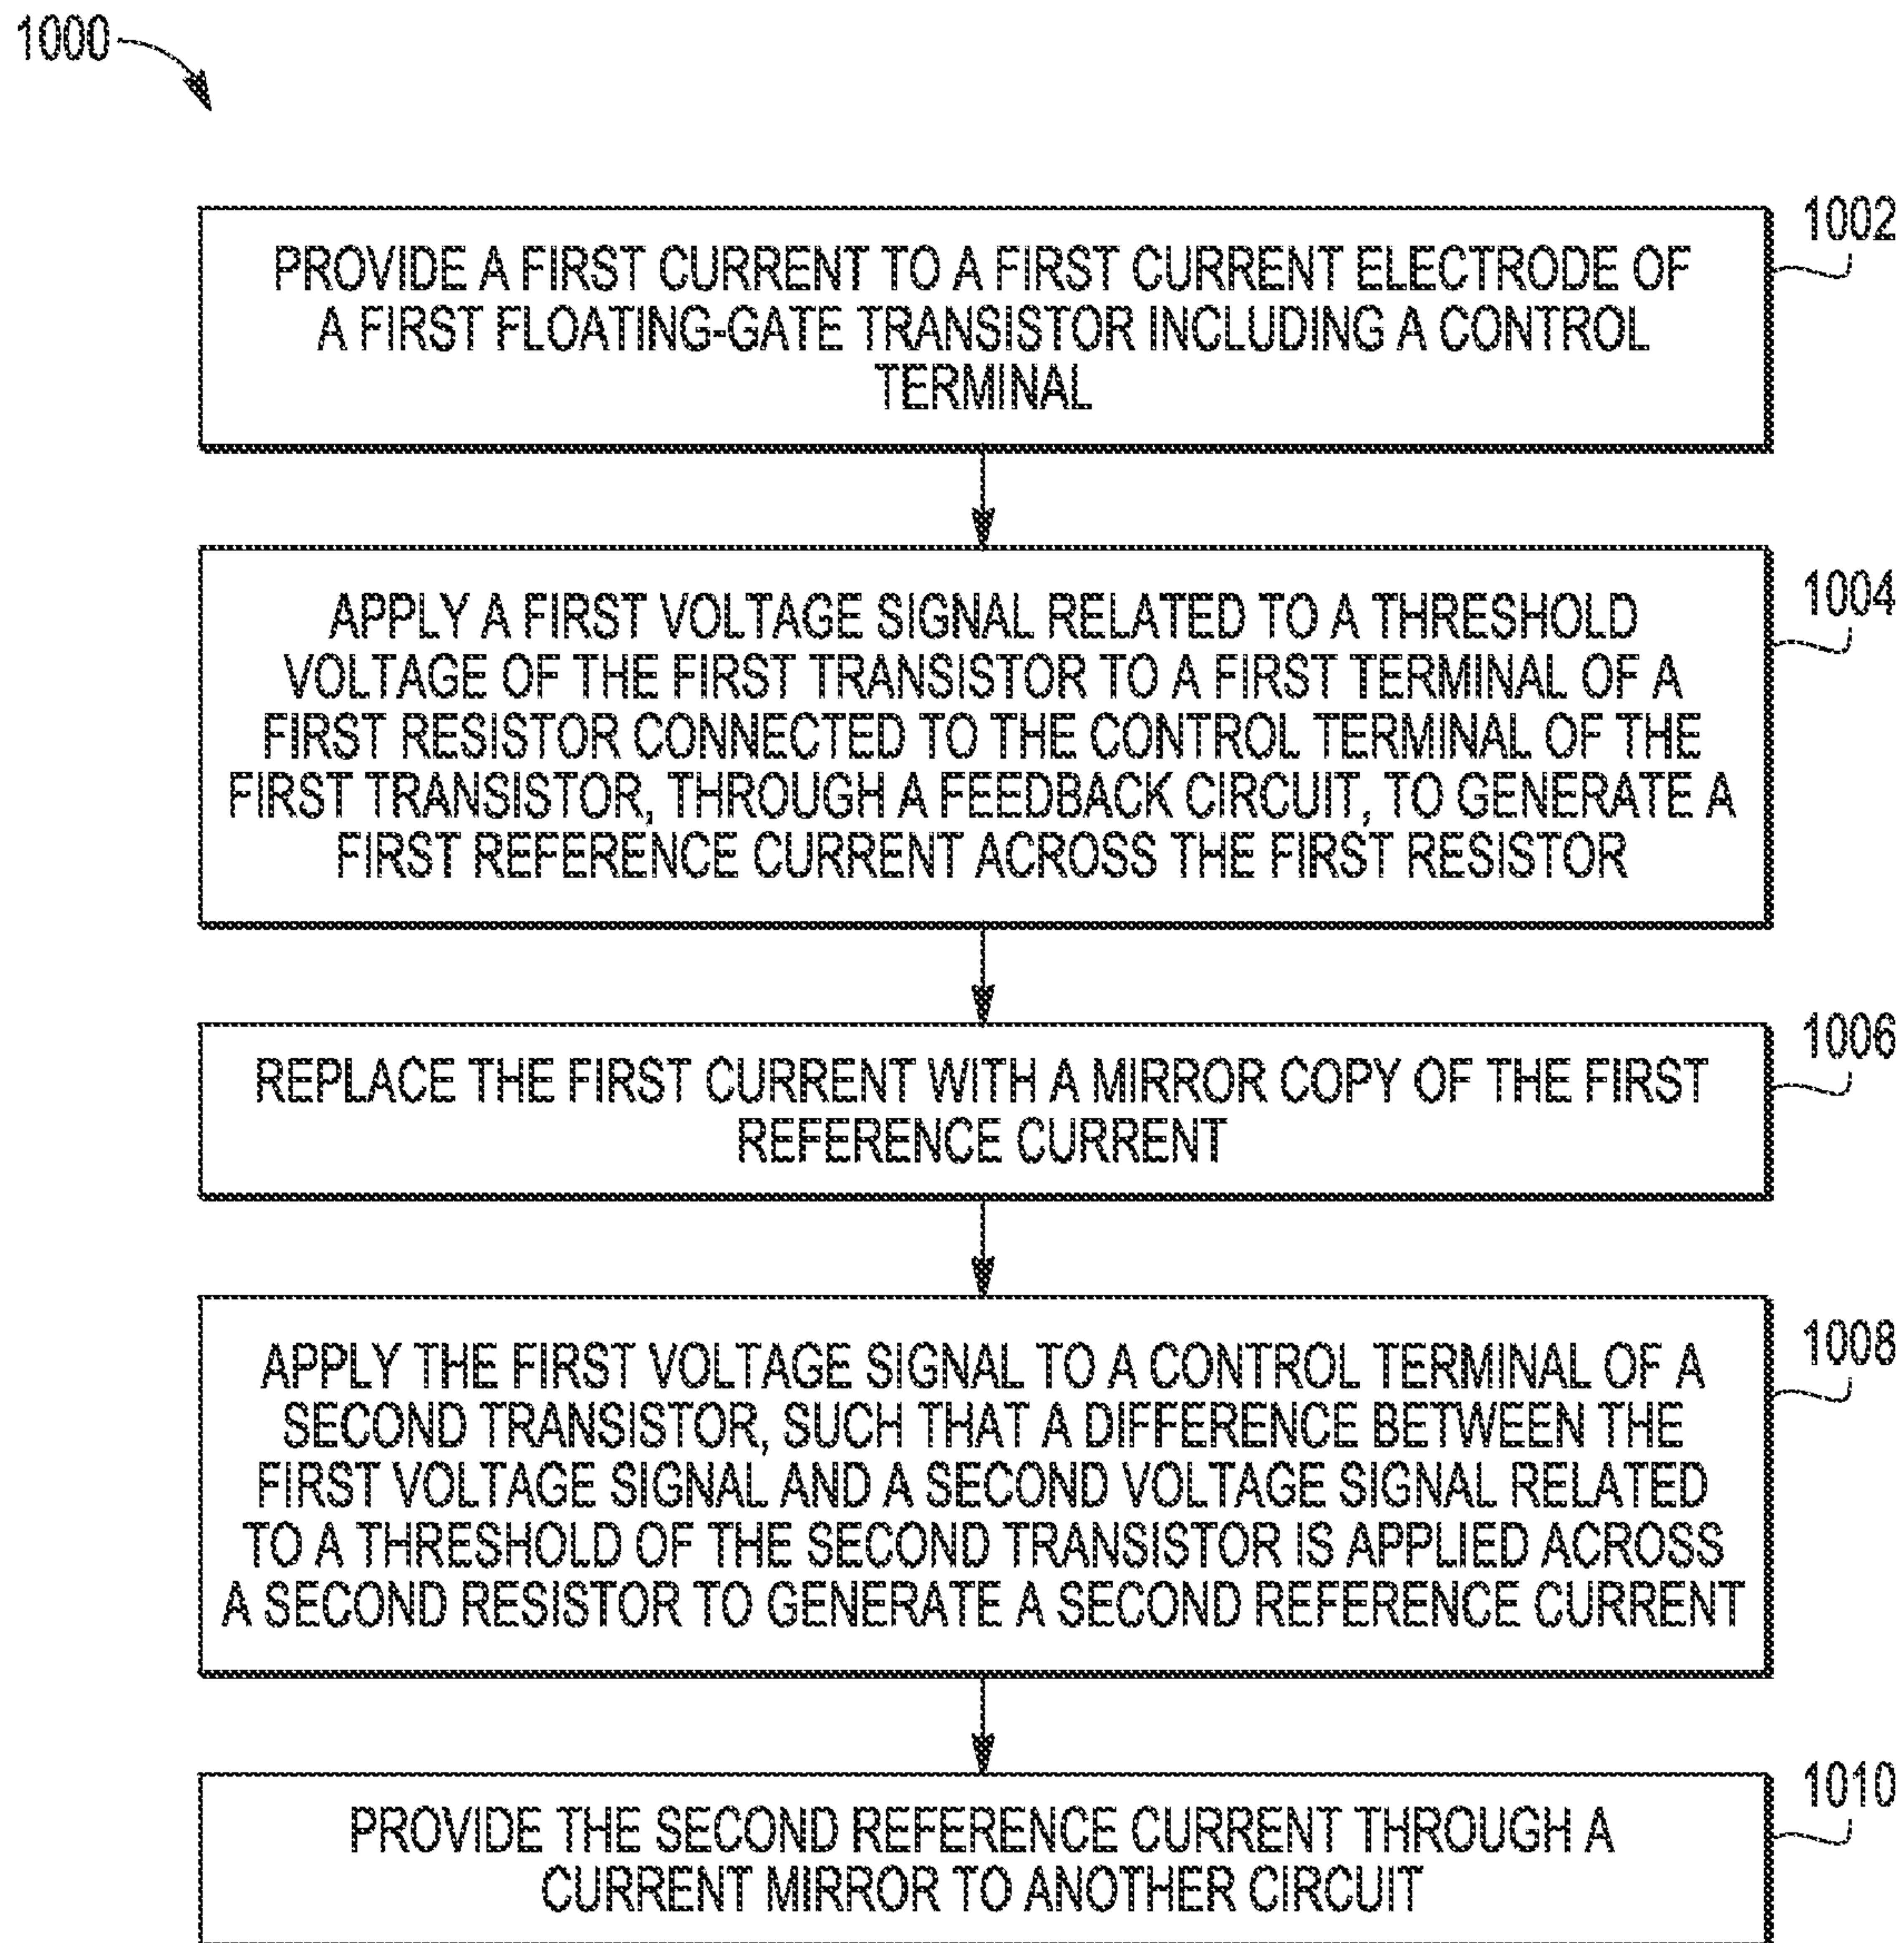 1000
1002
PROVIDE A FIRST CURRENT TO A FIRST CURRENT ELECTRODE OF
A FIRST FLOATING-GATE TRANSISTOR INCLUDING A CONTROL
TERMINAL
1004
APPLY A FIRST VOLTAGE SIGNAL RELATED TO A THRESHOLD
VOLTAGE OF THE FIRST TRANSISTOR TO A FIRST TERMINAL OF A
FIRST RESISTOR CONNECTED TO THE CONTROL TERMINAL OF THE
FIRST TRANSISTOR, THROUGH A FEEDBACK CIRCUIT, TO GENERATE A
FIRST REFERENCE CURRENT ACROSS THE FIRST RESISTOR
1006
REPLACE THE FIRST CURRENT WITH A MIRROR COPY OF THE FIRST
REFERENCE CURRENT
1008
APPLY THE FIRST VOLTAGE SIGNAL TO A CONTROL TERMINAL OF A
SECOND TRANSISTOR, SUCH THAT A DIFFERENCE BETWEEN THE
FIRST VOLTAGE SIGNAL AND A SECOND VOLTAGE SIGNAL RELATED
TO A THRESHOLD OF THE SECOND TRANSISTOR IS APPLIED ACROSS
A SECOND RESISTOR TO GENERATE A SECOND REFERENCE CURRENT
1010
PROVIDE THE SECOND REFERENCE CURRENT THROUGH A
CURRENT MIRROR TO ANOTHER CIRCUIT